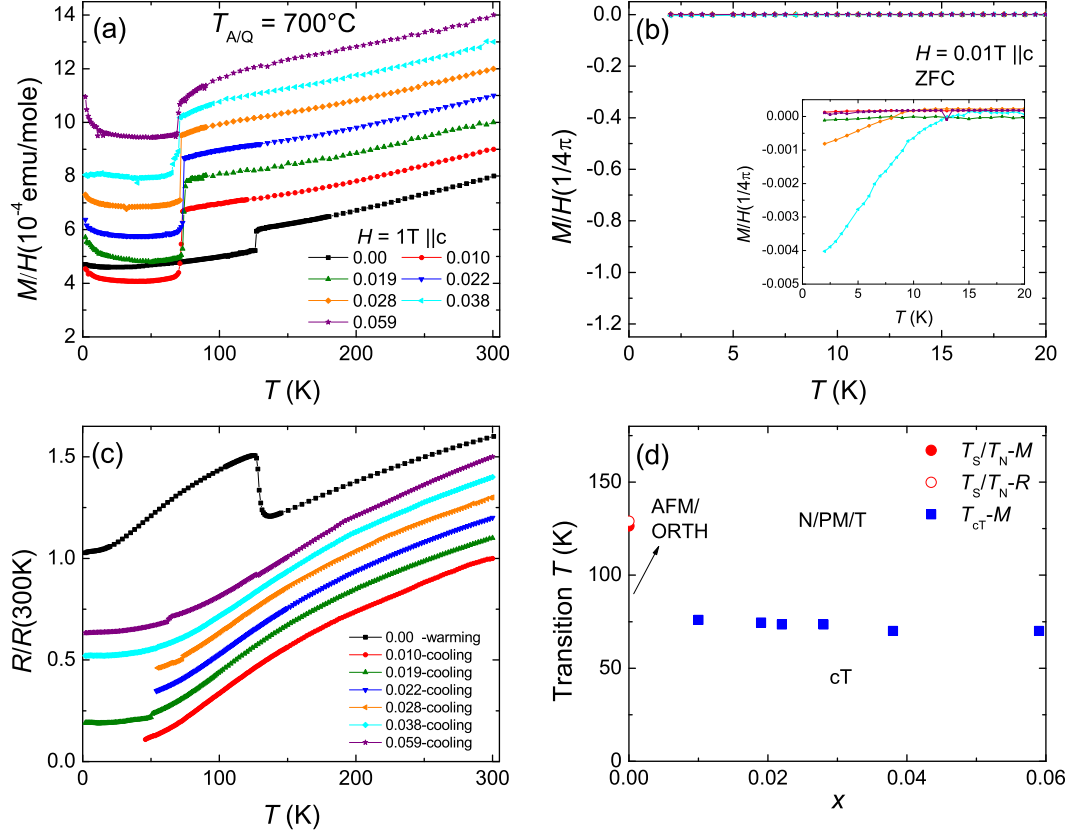 (a)
T_A/Q = 700°C
14
12
10
8
6
4
2
M/H(10⁻⁴ emu/mole)
H = 1T ||c
0.00
0.010
0.019
0.022
0.028
0.038
0.059
0
100
200
300
T (K)
(b)
H = 0.01T ||c
ZFC
0.0
-0.2
-0.4
-0.6
-0.8
-1.0
-1.2
M/H(1/4π)
0.000
-0.001
-0.002
-0.003
-0.004
-0.005
M/H(1/4π)
0
5
10
15
20
T (K)
0
5
10
15
20
T (K)
(c)
1.5
1.0
0.5
0.0
R/R(300K)
0.00 -warming
0.010-cooling
0.019-cooling
0.022-cooling
0.028-cooling
0.038-cooling
0.059-cooling
0
100
200
300
T (K)
(d)
T_S/T_N-M
T_S/T_N-R
T_cT-M
AFM/
ORTH
N/PM/T
cT
150
100
50
0
Transition T (K)
0.00
0.02
0.04
0.06
x